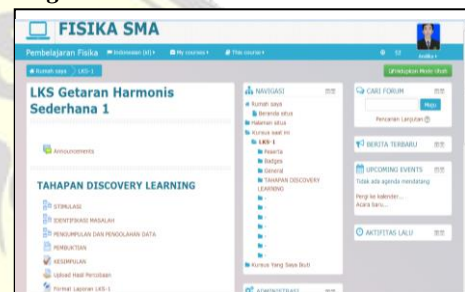 FISIKA SMA
Pembelajaran Fisika Indonesian (id) My courses This course
Rumah saya LKS-1 Hidupkan Mode Ubah
LKS Getaran Harmonis
Sederhana 1
Announcements
TAHAPAN DISCOVERY LEARNING
STIMULASI
IDENTIFIKASI MASALAH
PENGUMPULAN DAN PENGOLAHAN DATA
PEMBUKTIAN
KESIMPULAN
Upload Hasil Percobaan
Format Laporan LKS-1
NAVIGASI
Rumah saya
Beranda situs
Halaman situs
Kursus saat ini
LKS-1
Peserta
Badges
General
TAHAPAN DISCOVERY
LEARNING
Kursus Yang Saya Ikuti
ADMINISTRASI
CARI FORUM
Maju
Pencarian Lanjutan
BERITA TERBARU
UPCOMING EVENTS
Tidak ada agenda mendatang
Pergi ke kalender...
Acara baru...
AKTIFITAS LALU